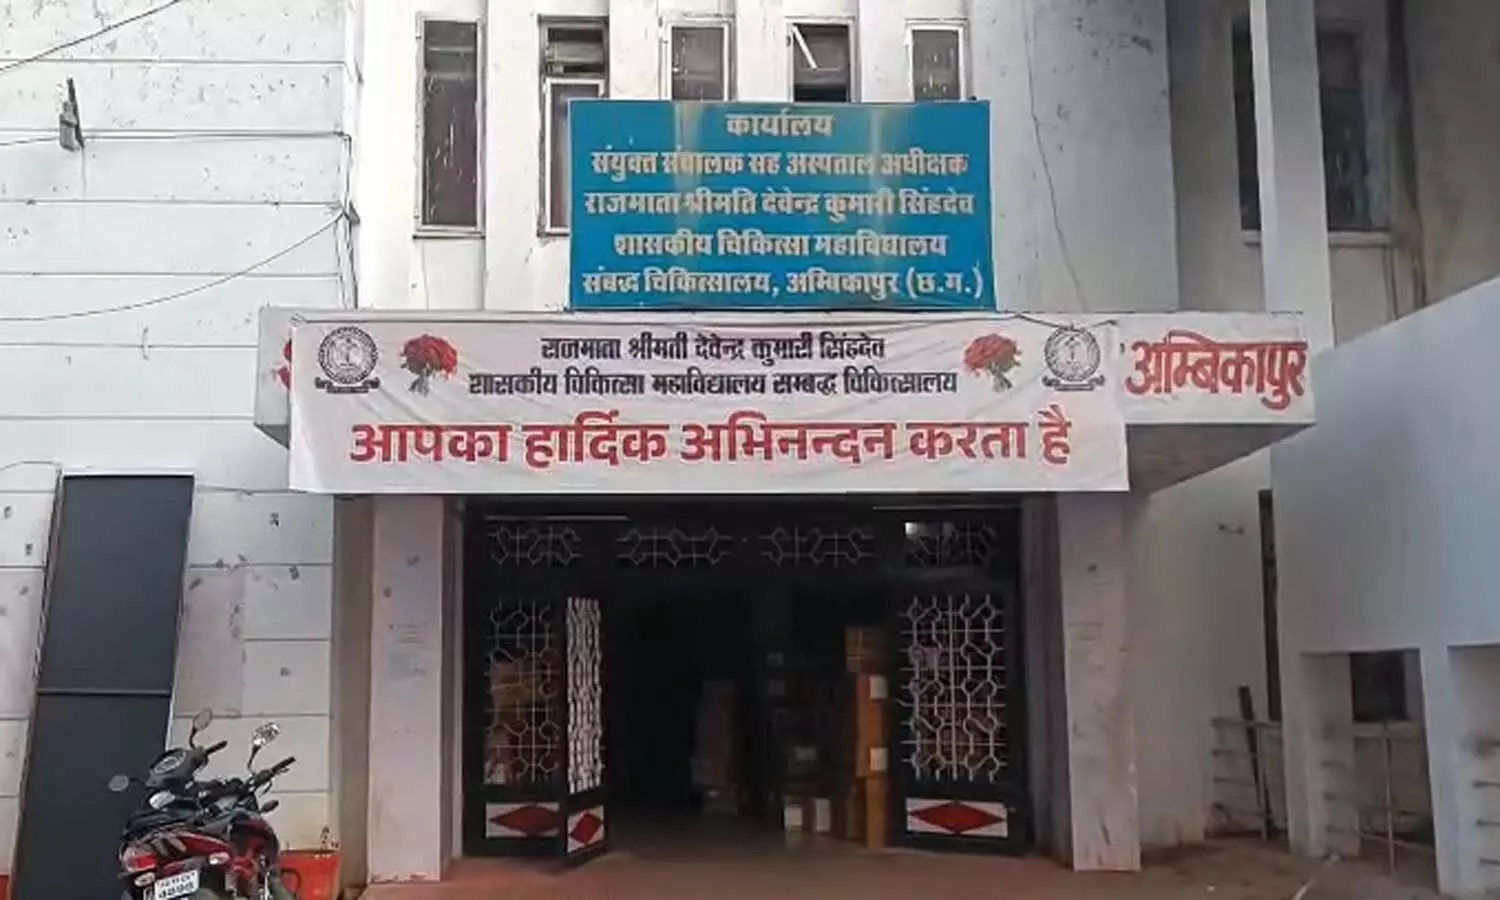 कार्यालय
संयुक्त संचालक सह अस्पताल अधीक्षक
राजमाता श्रीमति देवेन्द्र कुमारी सिंहदेव
शासकीय चिकित्सा महाविद्यालय
संबद्ध चिकित्सालय, अम्बिकापुर (छ.ग.)
राजमाता श्रीमती देवेन्द्र कुमारी सिंहदेव
शासकीय चिकित्सा महाविद्यालय सम्बद्ध चिकित्सालय
आपका हार्दिक अभिनन्दन करता है
अम्बिकापुर